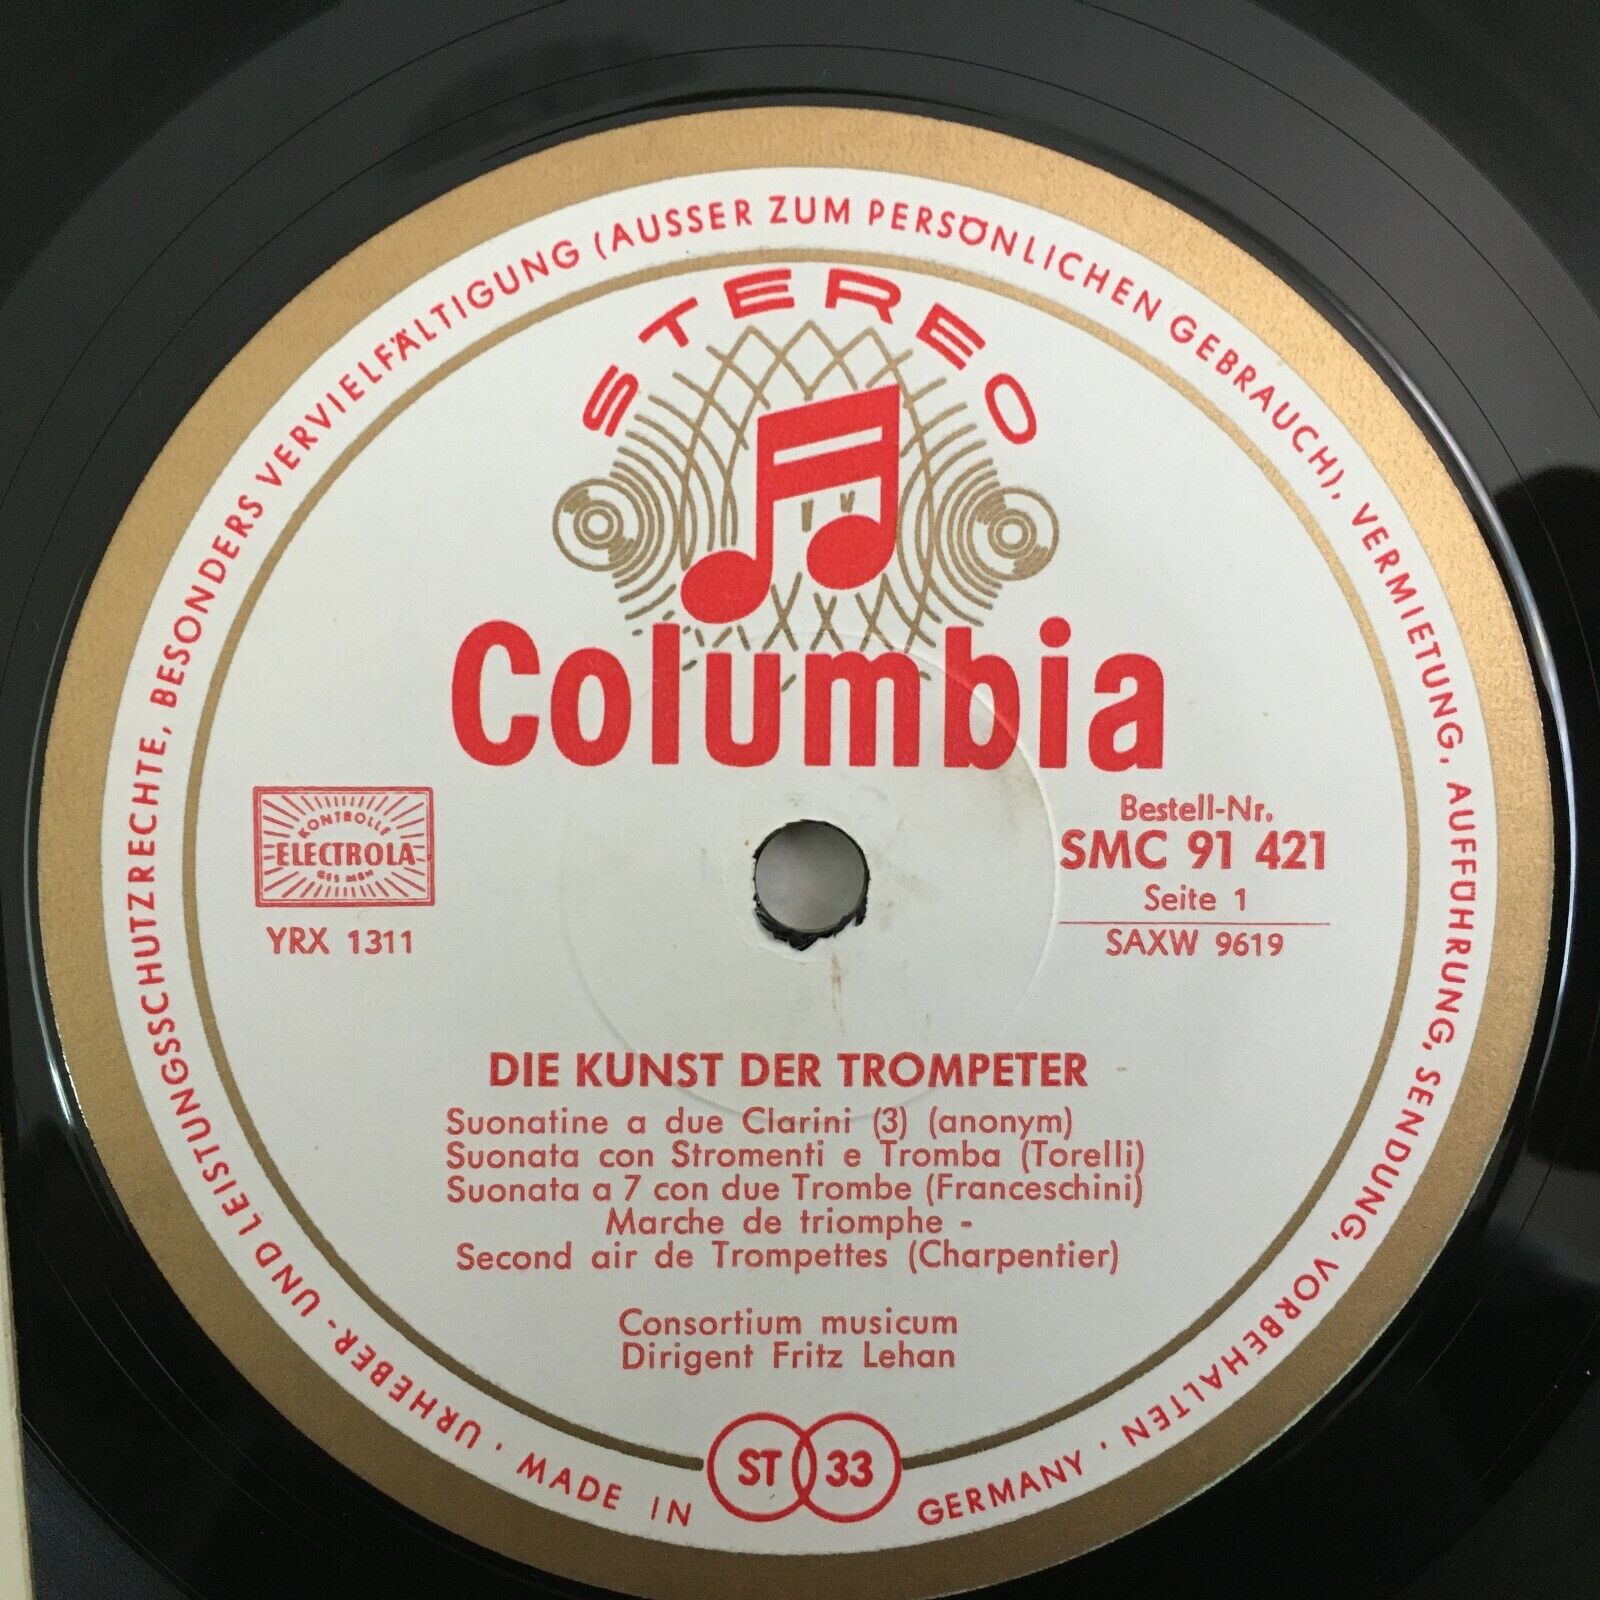 URHEBER- UND LEISTUNGSSCHUTZRECHTE, BESONDERS VERVIELFÄLTIGUNG (AUSSER ZUM PERSÖNLICHEN GEBRAUCH), VERMIETUNG, AUFFÜHRUNG, SENDUNG, VORBEHALTEN · MADE IN GERMANY ·
STEREO
Columbia
KONTROLLE
ELECTROLA
GES MBH
YRX 1311
Bestell-Nr.
SMC 91 421
Seite 1
SAXW 9619
DIE KUNST DER TROMPETER
Suonatine a due Clarini (3) (anonym)
Suonata con Stromenti e Tromba (Torelli)
Suonata a 7 con due Trombe (Franceschini)
Marche de triomphe -
Second air de Trompettes (Charpentier)
Consortium musicum
Dirigent Fritz Lehan
ST 33